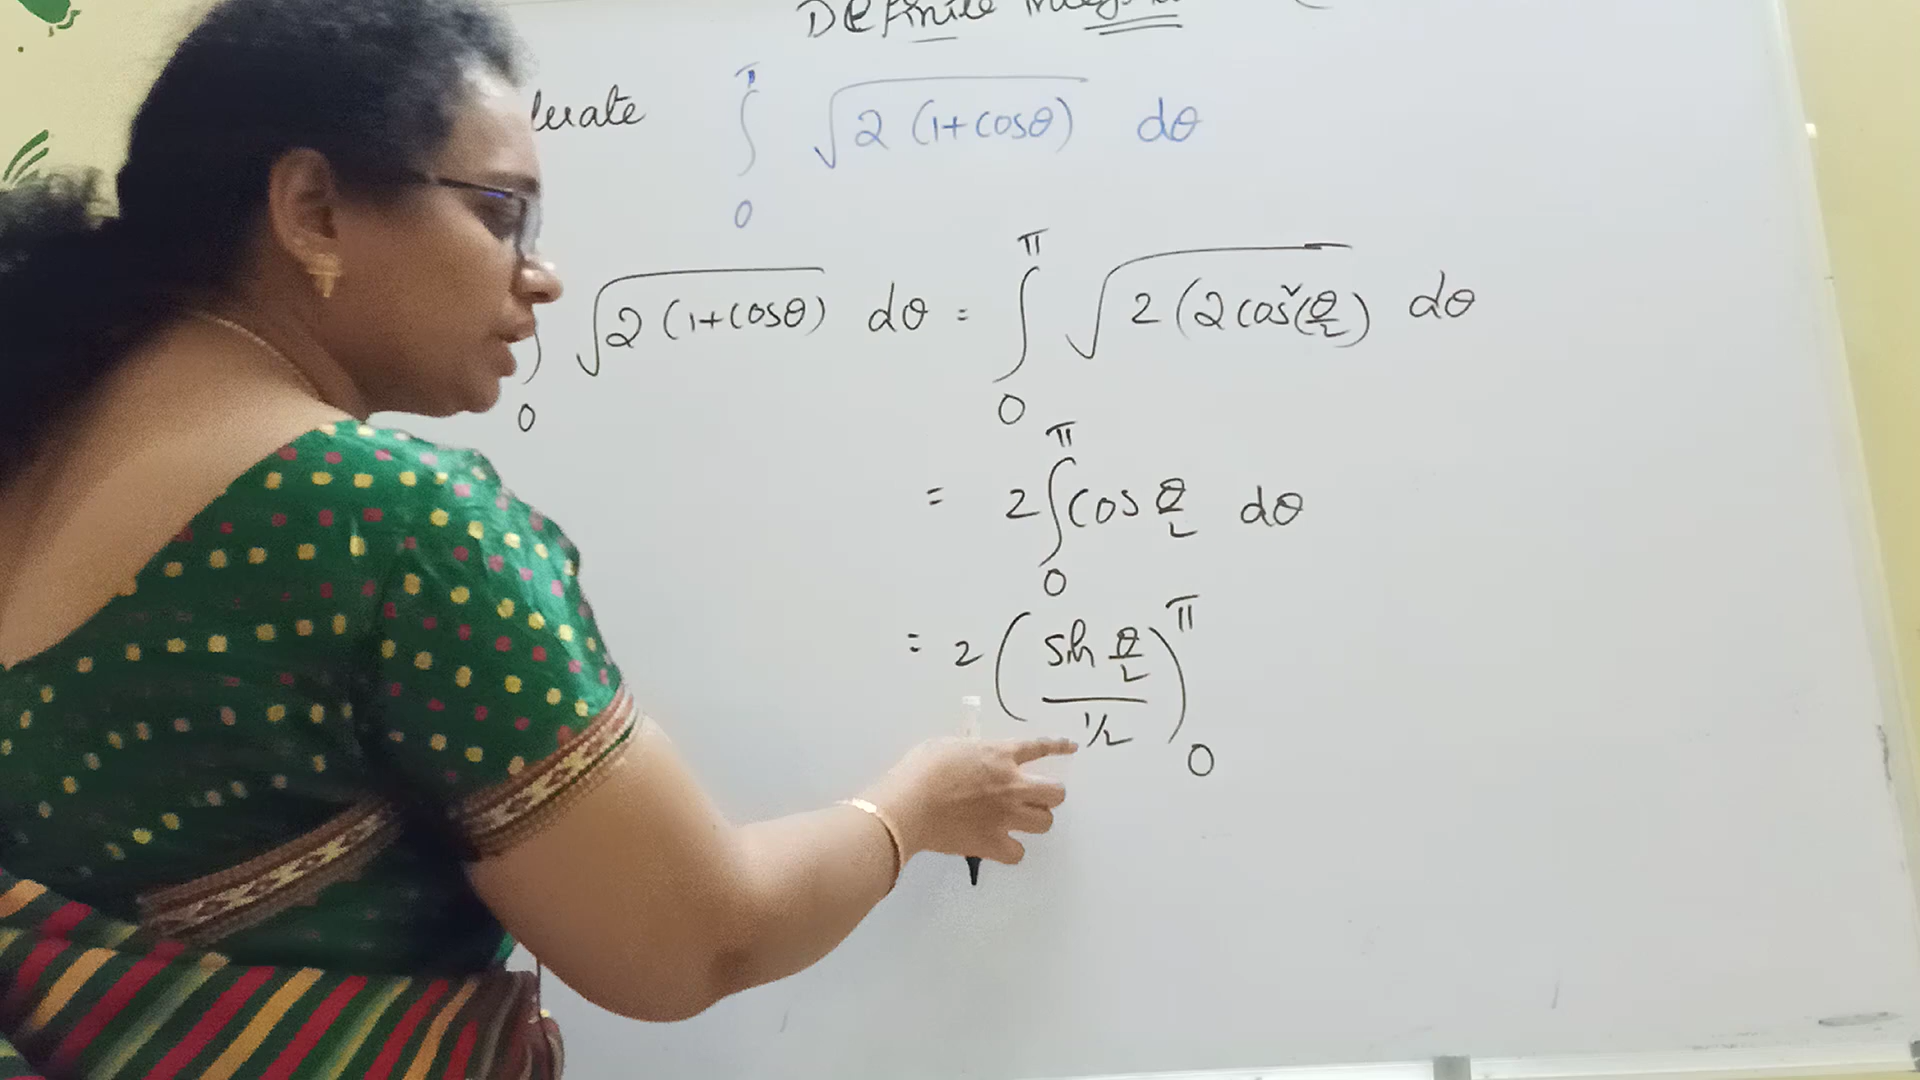 Definite
∫₀^π √2(1+cosθ) dθ
∫₀ √2(1+cosθ) dθ = ∫₀^π √2(2cos²(θ/2) dθ
= 2∫₀^π cos θ/2 dθ
= 2(sin θ/2 / 1/2)₀^π